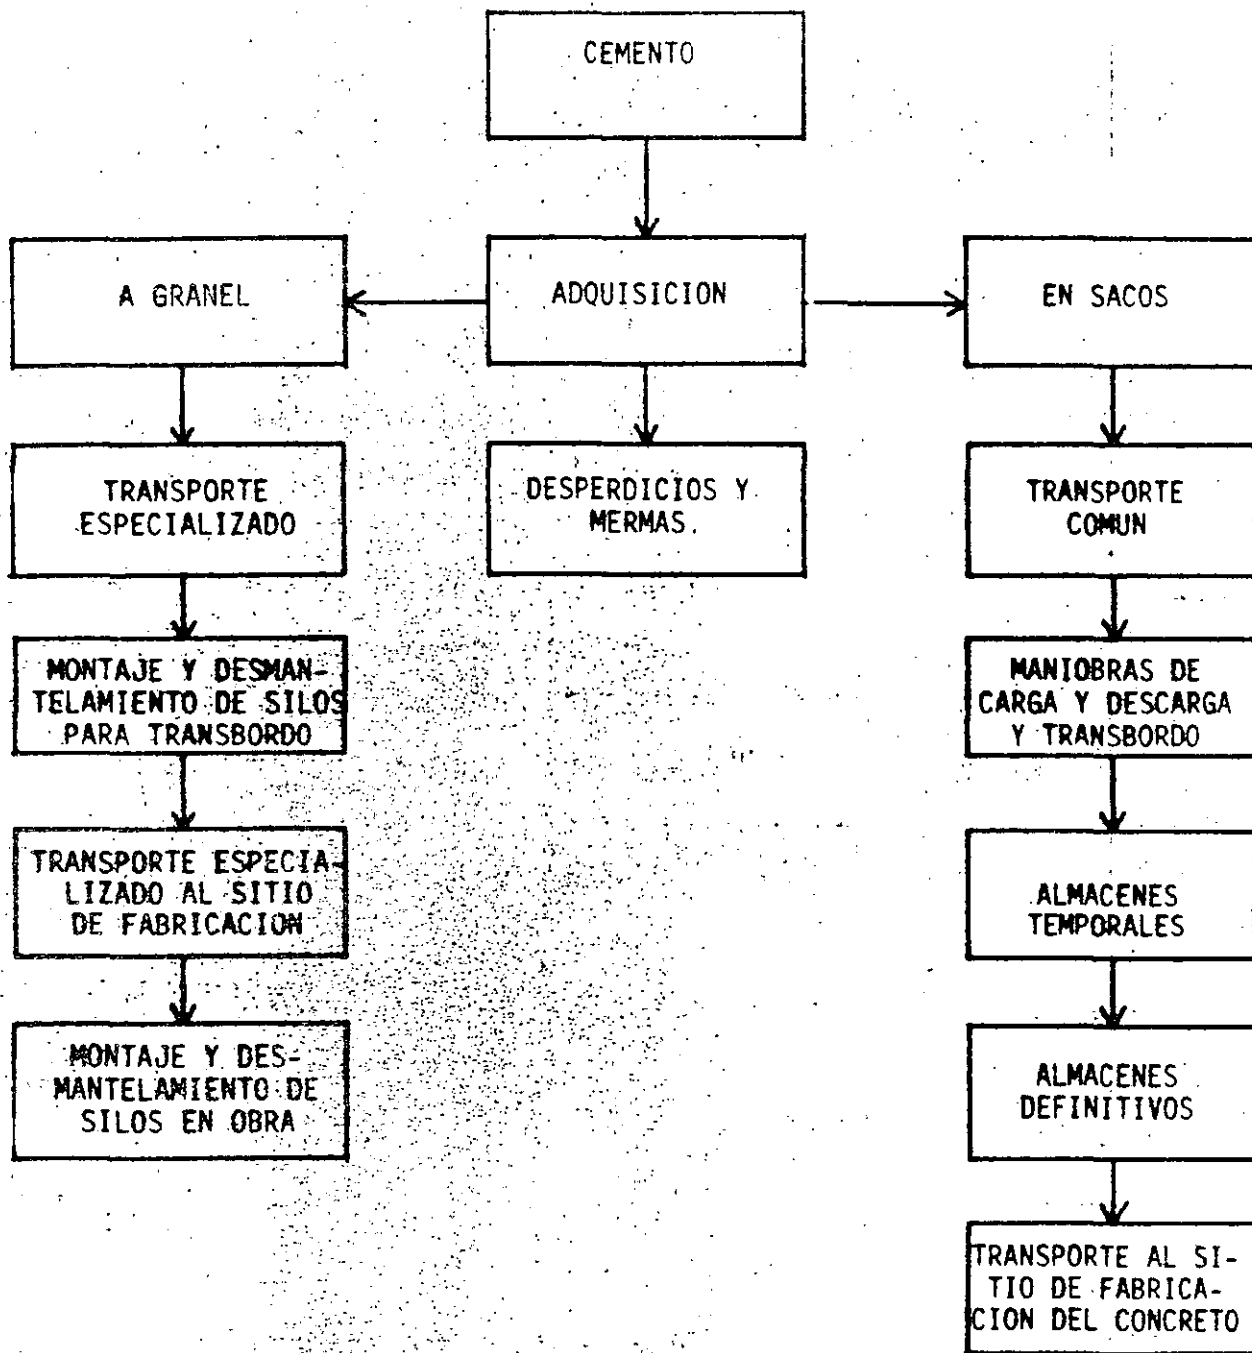 CEMENTO
A GRANEL
ADQUISICION
EN SACOS
TRANSPORTE
ESPECIALIZADO
DESPERDICIOS Y
MERMAS.
TRANSPORTE
COMUN
MONTAJE Y DESMAN-
TELAMIENTO DE SILOS
PARA TRANSBORDO
MANIOBRAS DE
CARGA Y DESCARGA
Y TRANSBORDO
TRANSPORTE ESPECIA-
LIZADO AL SITIO
DE FABRICACION
ALMACENES
TEMPORALES
MONTAJE Y DES-
MANTELAMIENTO DE
SILOS EN OBRA
ALMACENES
DEFINITIVOS
TRANSPORTE AL SI-
TIO DE FABRICA-
CION DEL CONCRETO